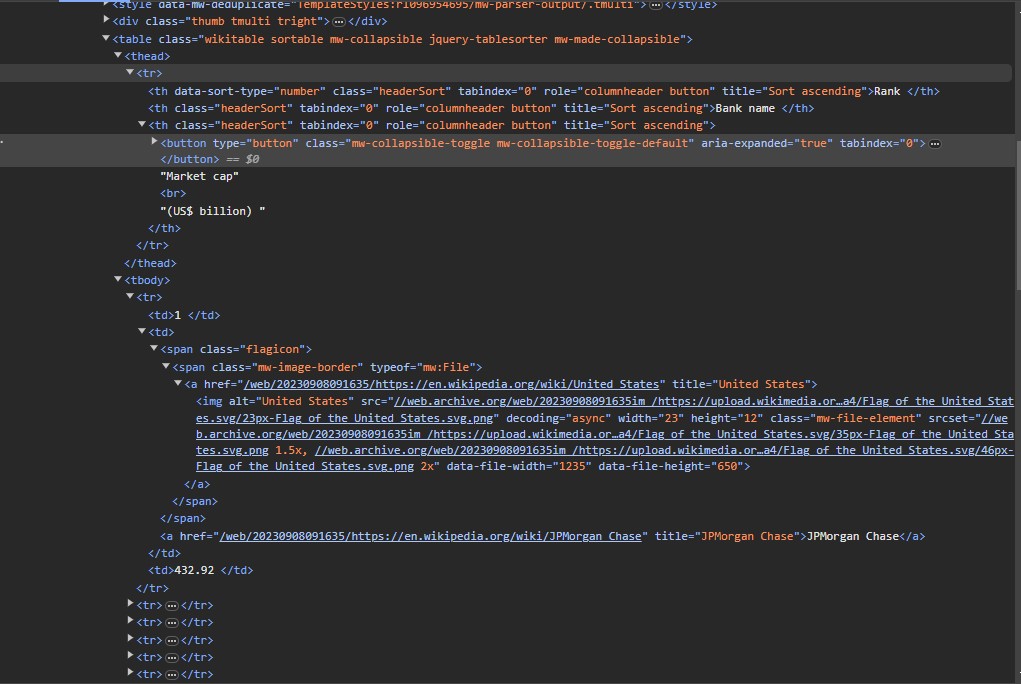 <style data-mw-deduplicate="TemplateStyles:r1096954695/mw-parser-output/.tmulti"> … </style>
<div class="thumb tmulti tright"> … </div>
<table class="wikitable sortable mw-collapsible jquery-tablesorter mw-made-collapsible">
<thead>
<tr>
<th data-sort-type="number" class="headerSort" tabindex="0" role="columnheader button" title="Sort ascending">Rank </th>
<th class="headerSort" tabindex="0" role="columnheader button" title="Sort ascending">Bank name </th>
<th class="headerSort" tabindex="0" role="columnheader button" title="Sort ascending">
<button type="button" class="mw-collapsible-toggle mw-collapsible-toggle-default" aria-expanded="true" tabindex="0"> …
</button> == $0
"Market cap"
<br>
"(US$ billion) "
</th>
</tr>
</thead>
<tbody>
<tr>
<td>1 </td>
<td>
<span class="flagicon">
<span class="mw-image-border" typeof="mw:File">
<a href="/web/20230908091635/https://en.wikipedia.org/wiki/United_States" title="United States">
<img alt="United States" src="//web.archive.org/web/20230908091635im_/https://upload.wikimedia.or…a4/Flag_of_the_United_Stat
es.svg/23px-Flag_of_the_United_States.svg.png" decoding="async" width="23" height="12" class="mw-file-element" srcset="//we
b.archive.org/web/20230908091635im_/https://upload.wikimedia.or…a4/Flag_of_the_United_States.svg/35px-Flag_of_the_United_Sta
tes.svg.png 1.5x, //web.archive.org/web/20230908091635im_/https://upload.wikimedia.or…a4/Flag_of_the_United_States.svg/46px-
Flag_of_the_United_States.svg.png 2x" data-file-width="1235" data-file-height="650">
</a>
</span>
</span>
<a href="/web/20230908091635/https://en.wikipedia.org/wiki/JPMorgan_Chase" title="JPMorgan Chase">JPMorgan Chase</a>
</td>
<td>432.92 </td>
</tr>
<tr> … </tr>
<tr> … </tr>
<tr> … </tr>
<tr> … </tr>
<tr> … </tr>